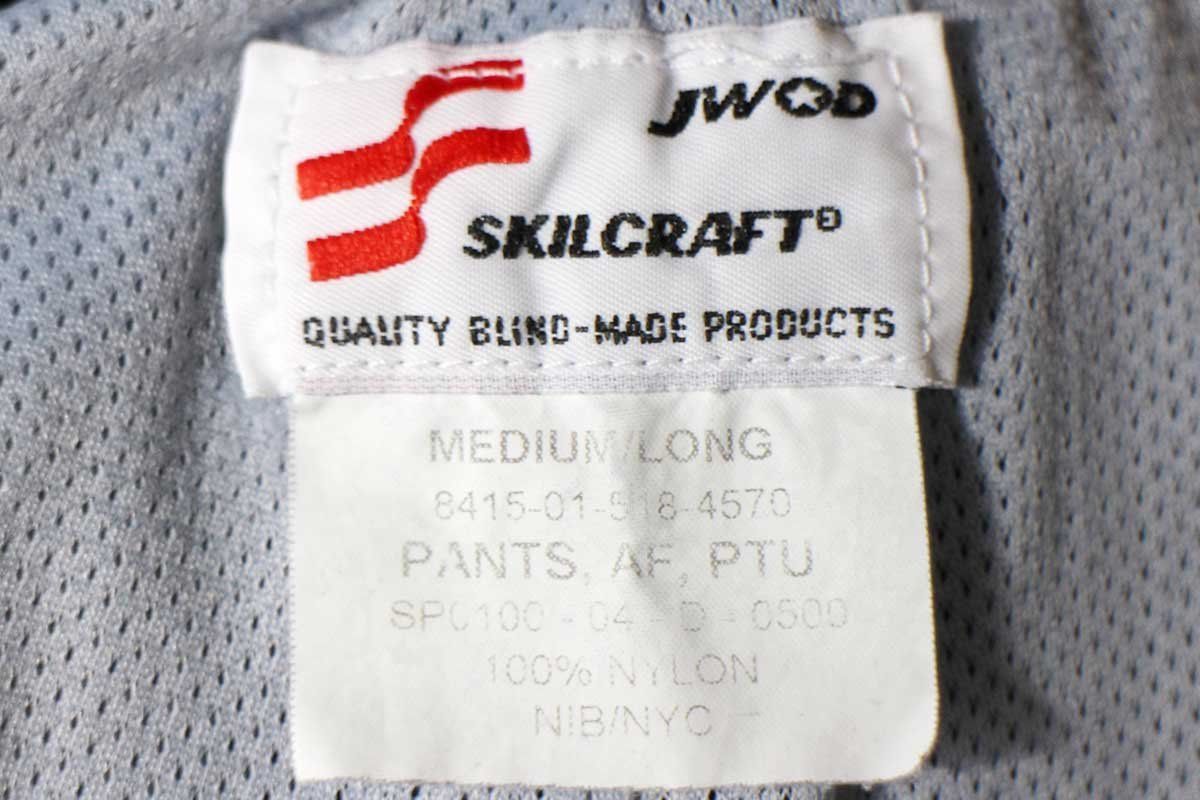 JWOD
SKILCRAFT®
QUALITY BLIND-MADE PRODUCTS
MEDIUM/LONG
8415-01-518-4570
PANTS, AF, PTU
SP0100-04-D-0500
100% NYLON
NIB/NYC